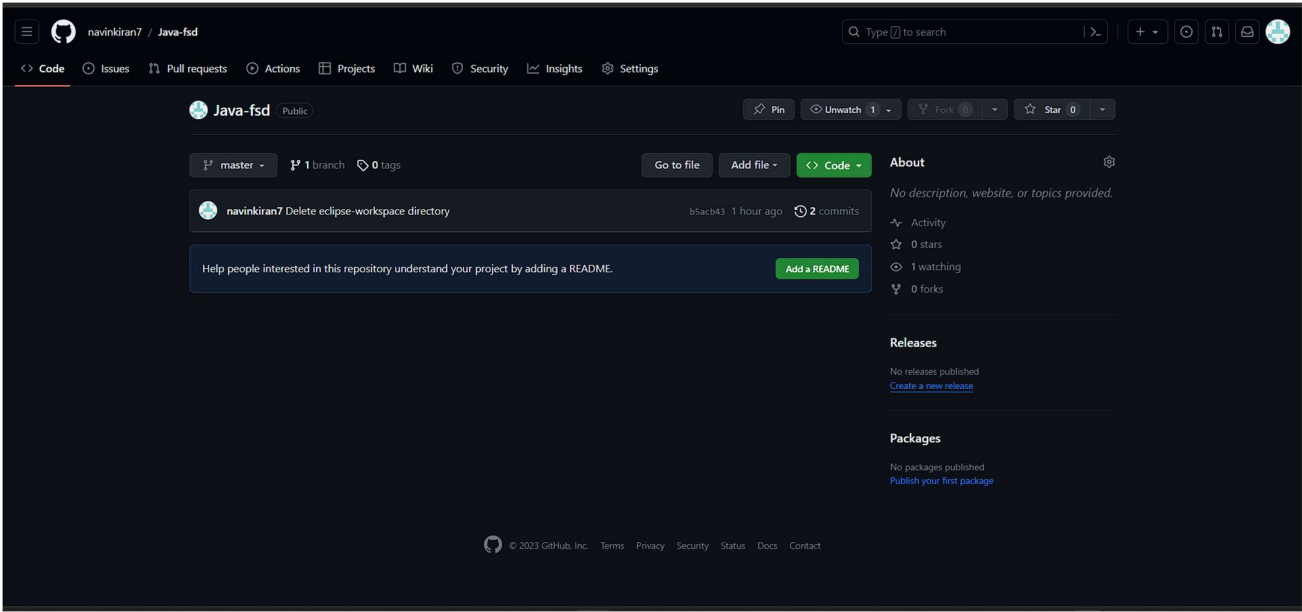 navinkiran7 / Java-fsd
Type / to search
Code Issues Pull requests Actions Projects Wiki Security Insights Settings
Java-fsd Public
Pin Unwatch 1 Fork 0 Star 0
master 1 branch 0 tags
Go to file Add file Code
navinkiran7 Delete eclipse-workspace directory b5acb43 1 hour ago 2 commits
Help people interested in this repository understand your project by adding a README. Add a README
About
No description, website, or topics provided.
Activity
0 stars
1 watching
0 forks
Releases
No releases published
Create a new release
Packages
No packages published
Publish your first package
© 2023 GitHub, Inc. Terms Privacy Security Status Docs Contact